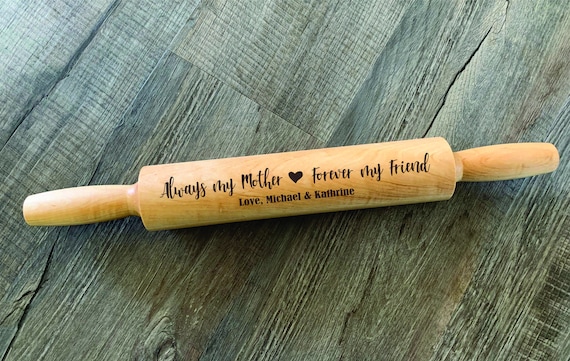 Always my Mother ♥ Forever my Friend
Love, Michael & Kathrine